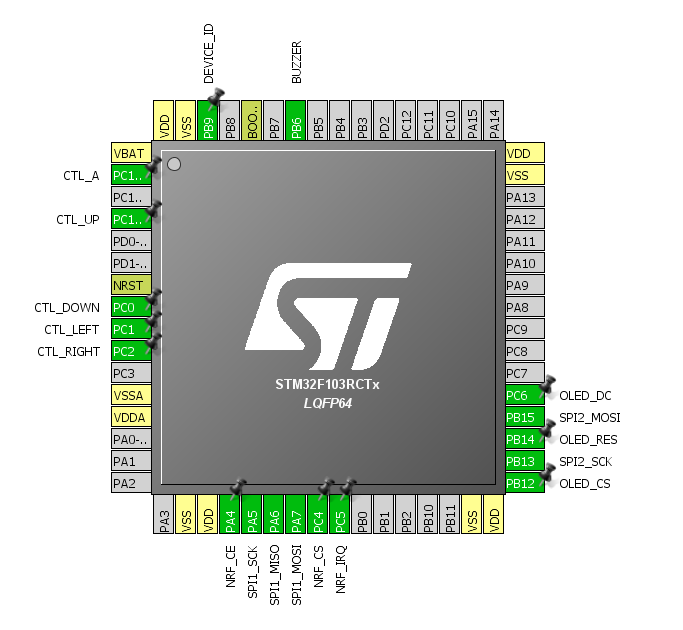 DEVICE_ID
BUZZER
VDD
VSS
PB9
PB8
BOO..
PB7
PB6
PB5
PB4
PB3
PD2
PC12
PC11
PC10
PA15
PA14
VBAT
CTL_A PC1..
PC1..
CTL_UP PC1..
PD0-..
PD1-..
NRST
CTL_DOWN PC0
CTL_LEFT PC1
CTL_RIGHT PC2
PC3
VSSA
VDDA
PA0-..
PA1
PA2
ST
STM32F103RCTx
LQFP64
VDD
VSS
PA13
PA12
PA11
PA10
PA9
PA8
PC9
PC8
PC7
PC6 OLED_DC
PB15 SPI2_MOSI
PB14 OLED_RES
PB13 SPI2_SCK
PB12 OLED_CS
PA3
VSS
VDD
PA4
PA5
PA6
PA7
PC4
PC5
PB0
PB1
PB2
PB10
PB11
VSS
VDD
NRF_CE
SPI1_SCK
SPI1_MISO
SPI1_MOSI
NRF_CS
NRF_IRQ